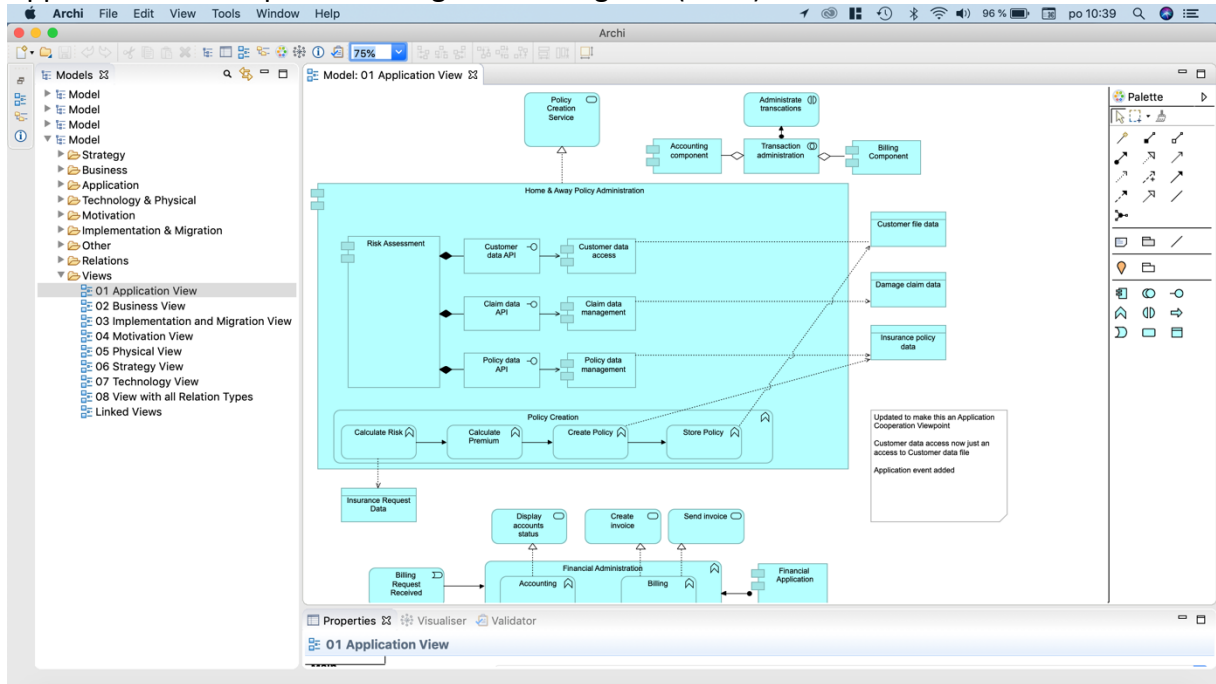 Archi File Edit View Tools Window Help 96 % po 10:39
Archi
75%
Models
Model
Model
Model
Model
Strategy
Business
Application
Technology & Physical
Motivation
Implementation & Migration
Other
Relations
Views
01 Application View
02 Business View
03 Implementation and Migration View
04 Motivation View
05 Physical View
06 Strategy View
07 Technology View
08 View with all Relation Types
Linked Views
Model: 01 Application View
Policy
Creation
Service
Administrate
transcations
Accounting
component
Transaction
administration
Billing
Component
Home & Away Policy Administration
Risk Assessment
Customer
data API
Customer data
access
Claim data
API
Claim data
management
Policy data
API
Policy data
management
Customer file data
Damage claim data
Insurance policy
data
Policy Creation
Calculate Risk
Calculate
Premium
Create Policy
Store Policy
Updated to make this an Application
Cooperation Viewpoint
Customer data access now just an
access to Customer data file
Application event added
Insurance Request
Data
Display
accounts
status
Create
invoice
Send invoice
Billing
Request
Received
Financial Administration
Accounting
Billing
Financial
Application
Palette
Properties Visualiser Validator
01 Application View